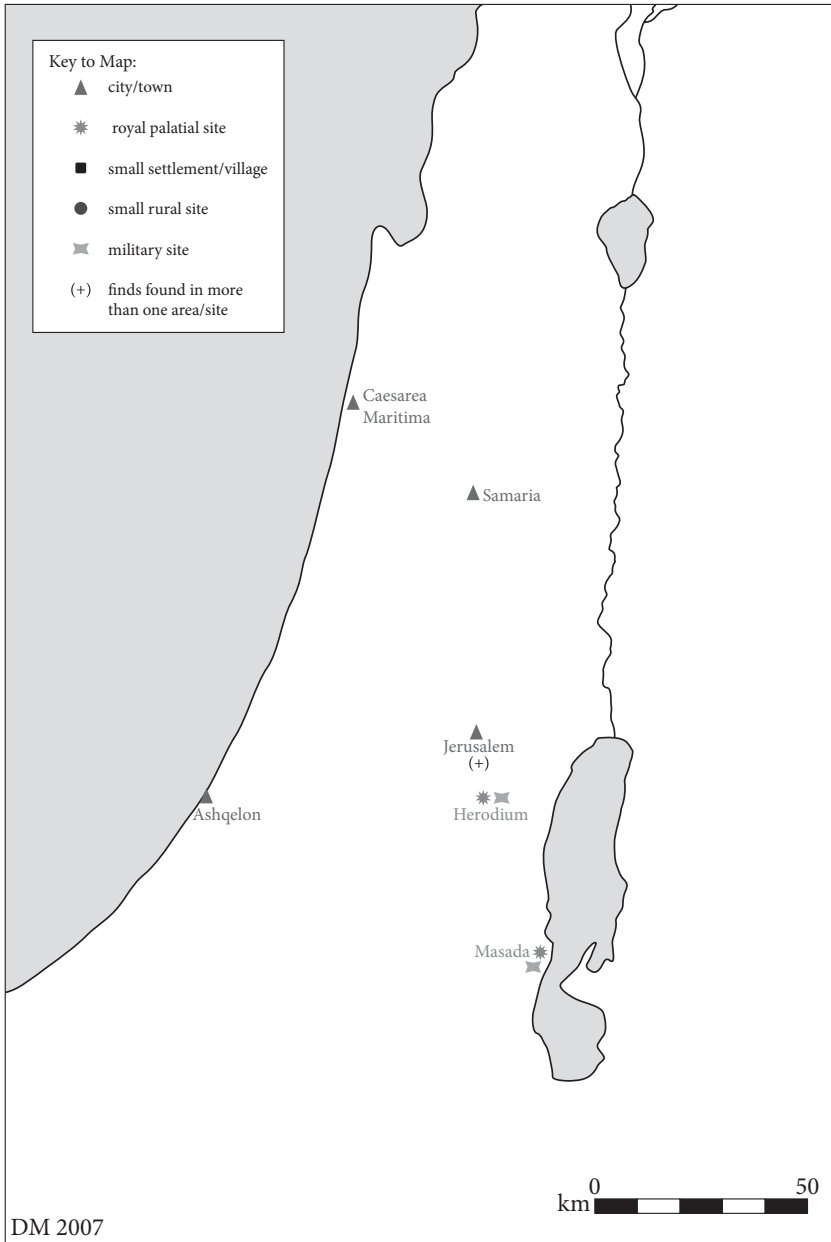 Key to Map:
city/town
royal palatial site
small settlement/village
small rural site
military site
(+) finds found in more
than one area/site
Caesarea
Maritima
Samaria
Jerusalem
(+)
Ashqelon
Herodium
Masada
0 50
km
DM 2007